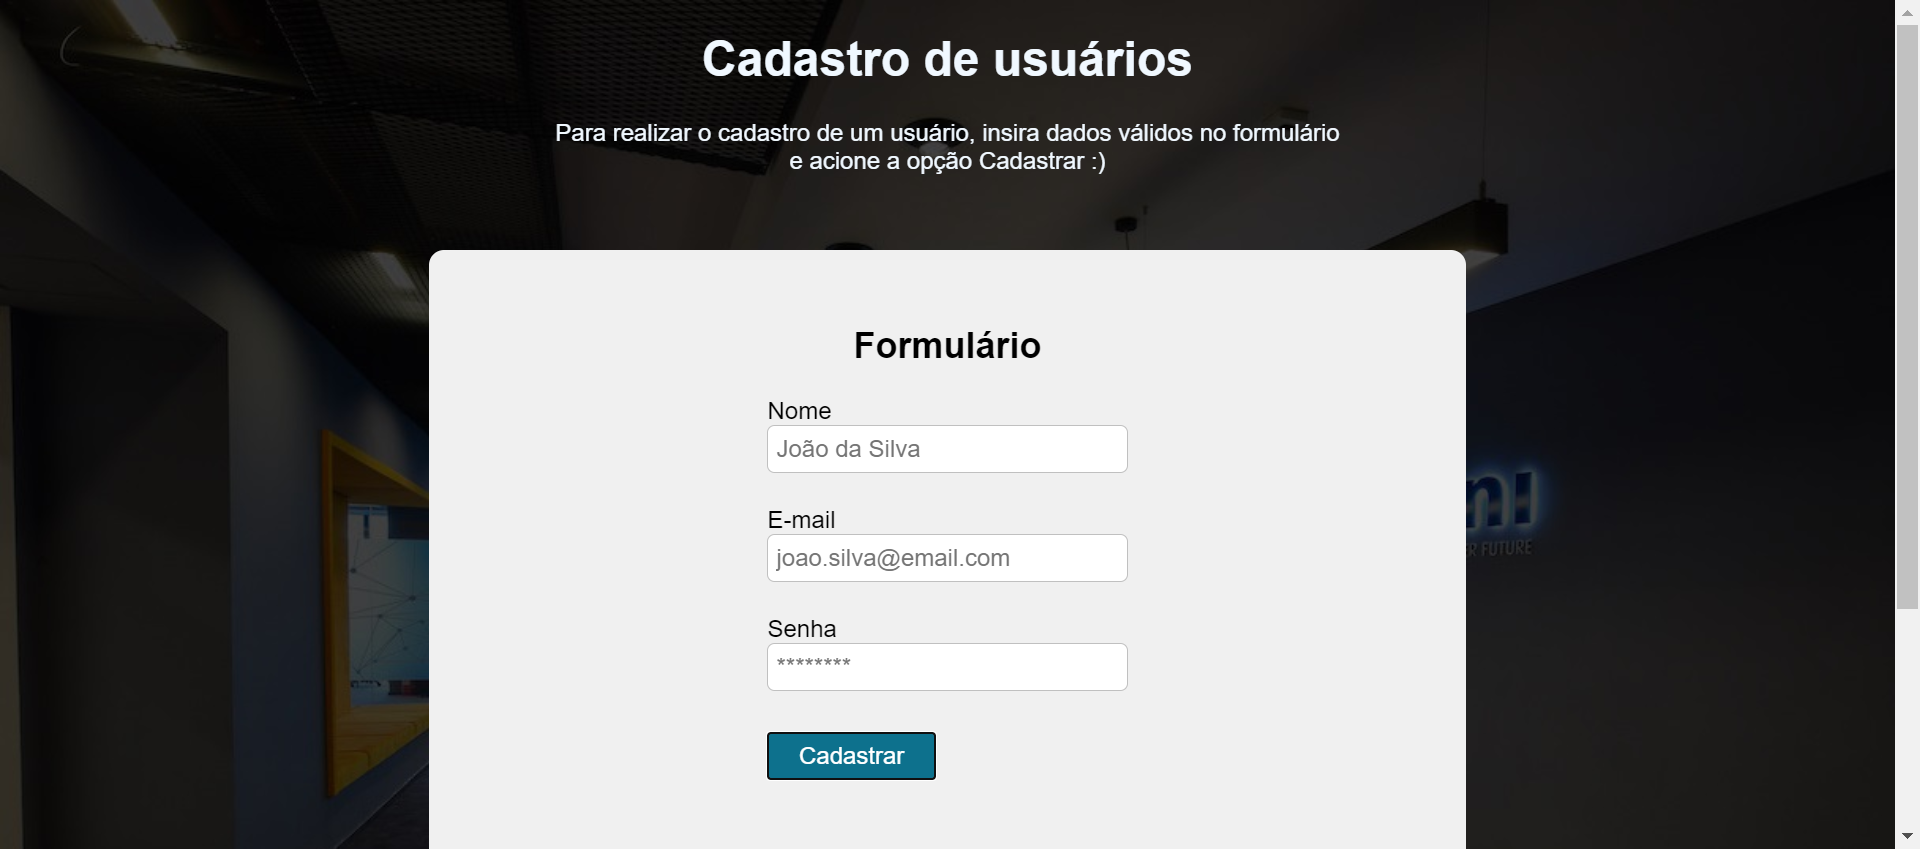 Cadastro de usuários
Para realizar o cadastro de um usuário, insira dados válidos no formulário
e acione a opção Cadastrar :)
Formulário
Nome
João da Silva
E-mail
joao.silva@email.com
Senha
********
Cadastrar
FUTURE